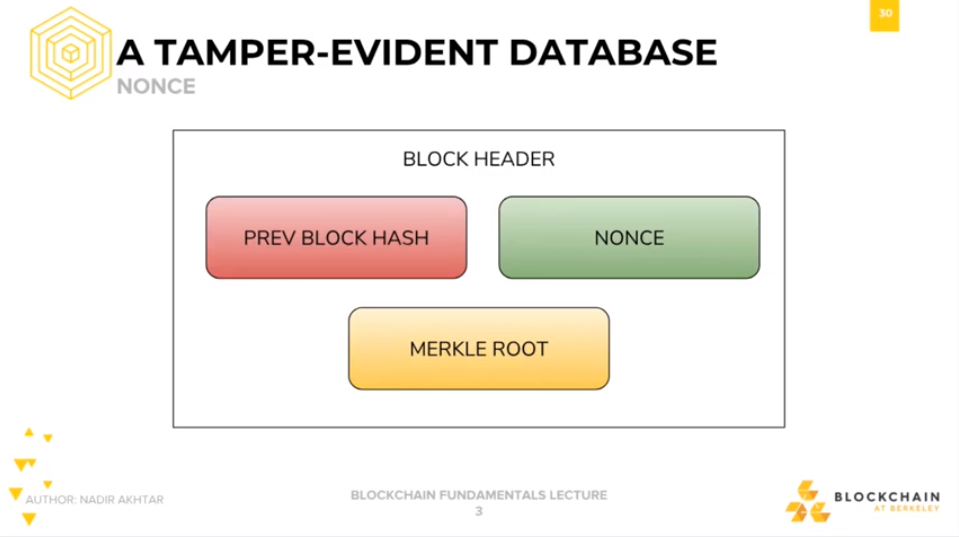 30
A TAMPER-EVIDENT DATABASE
NONCE
BLOCK HEADER
PREV BLOCK HASH
NONCE
MERKLE ROOT
AUTHOR: NADIR AKHTAR
BLOCKCHAIN FUNDAMENTALS LECTURE
3
BLOCKCHAIN
AT BERKELEY